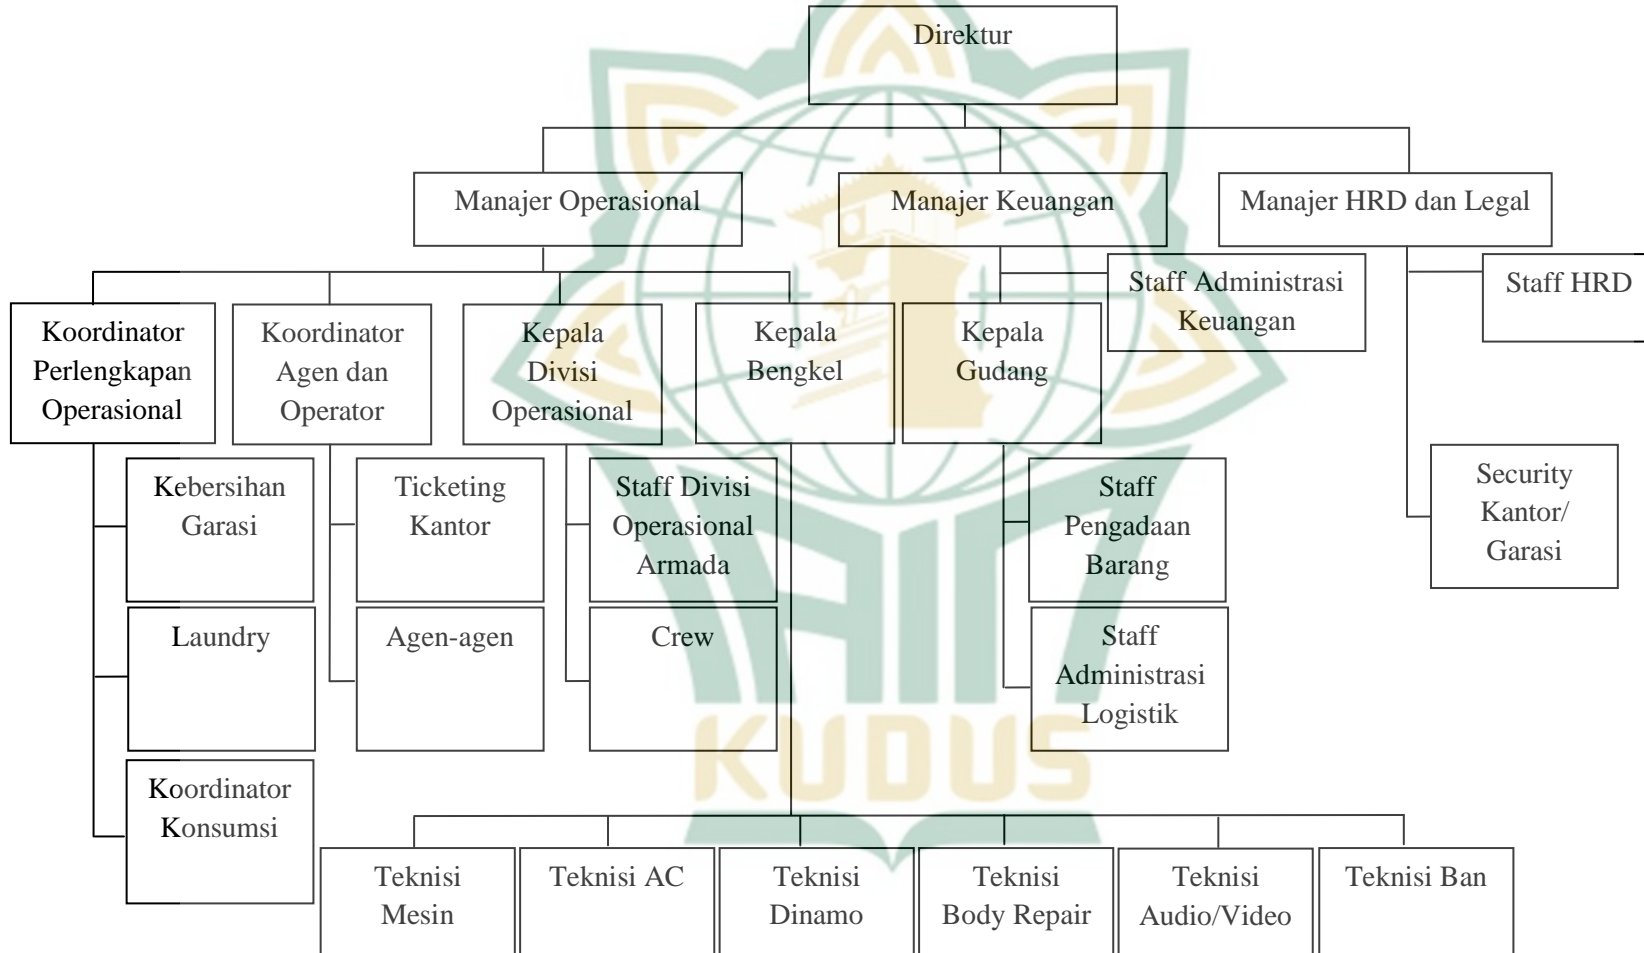 Direktur
Manajer Operasional
Manajer Keuangan
Manajer HRD dan Legal
Staff Administrasi
Keuangan
Staff HRD
Koordinator
Perlengkapan
Operasional
Koordinator
Agen dan
Operator
Kepala
Divisi
Operasional
Kepala
Bengkel
Kepala
Gudang
Kebersihan
Garasi
Ticketing
Kantor
Staff Divisi
Operasional
Armada
Staff
Pengadaan
Barang
Security
Kantor/
Garasi
Laundry
Agen-agen
Crew
Staff
Administrasi
Logistik
Koordinator
Konsumsi
Teknisi
Mesin
Teknisi AC
Teknisi
Dinamo
Teknisi
Body Repair
Teknisi
Audio/Video
Teknisi Ban
IAIN
KUDUS